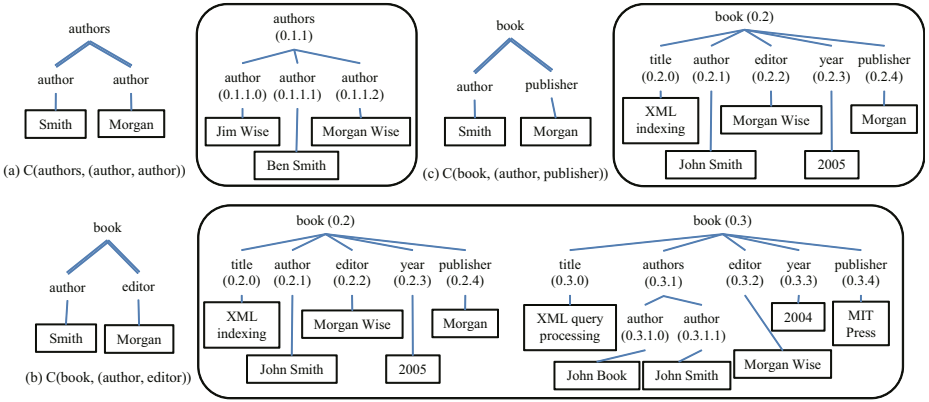 authors
author author
Smith Morgan
(a) C(authors, (author, author))
authors
(0.1.1)
author author author
(0.1.1.0) (0.1.1.1) (0.1.1.2)
Jim Wise Morgan Wise
Ben Smith
book
author publisher
Smith Morgan
(c) C(book, (author, publisher))
book (0.2)
title author editor year publisher
(0.2.0) (0.2.1) (0.2.2) (0.2.3) (0.2.4)
XML
indexing
Morgan Wise Morgan
John Smith 2005
book
author editor
Smith Morgan
(b) C(book, (author, editor))
book (0.2)
title author editor year publisher
(0.2.0) (0.2.1) (0.2.2) (0.2.3) (0.2.4)
XML
indexing
Morgan Wise Morgan
John Smith 2005
book (0.3)
title authors editor year publisher
(0.3.0) (0.3.1) (0.3.2) (0.3.3) (0.3.4)
XML query
processing
author author
(0.3.1.0) (0.3.1.1)
2004
MIT
Press
John Book John Smith Morgan Wise